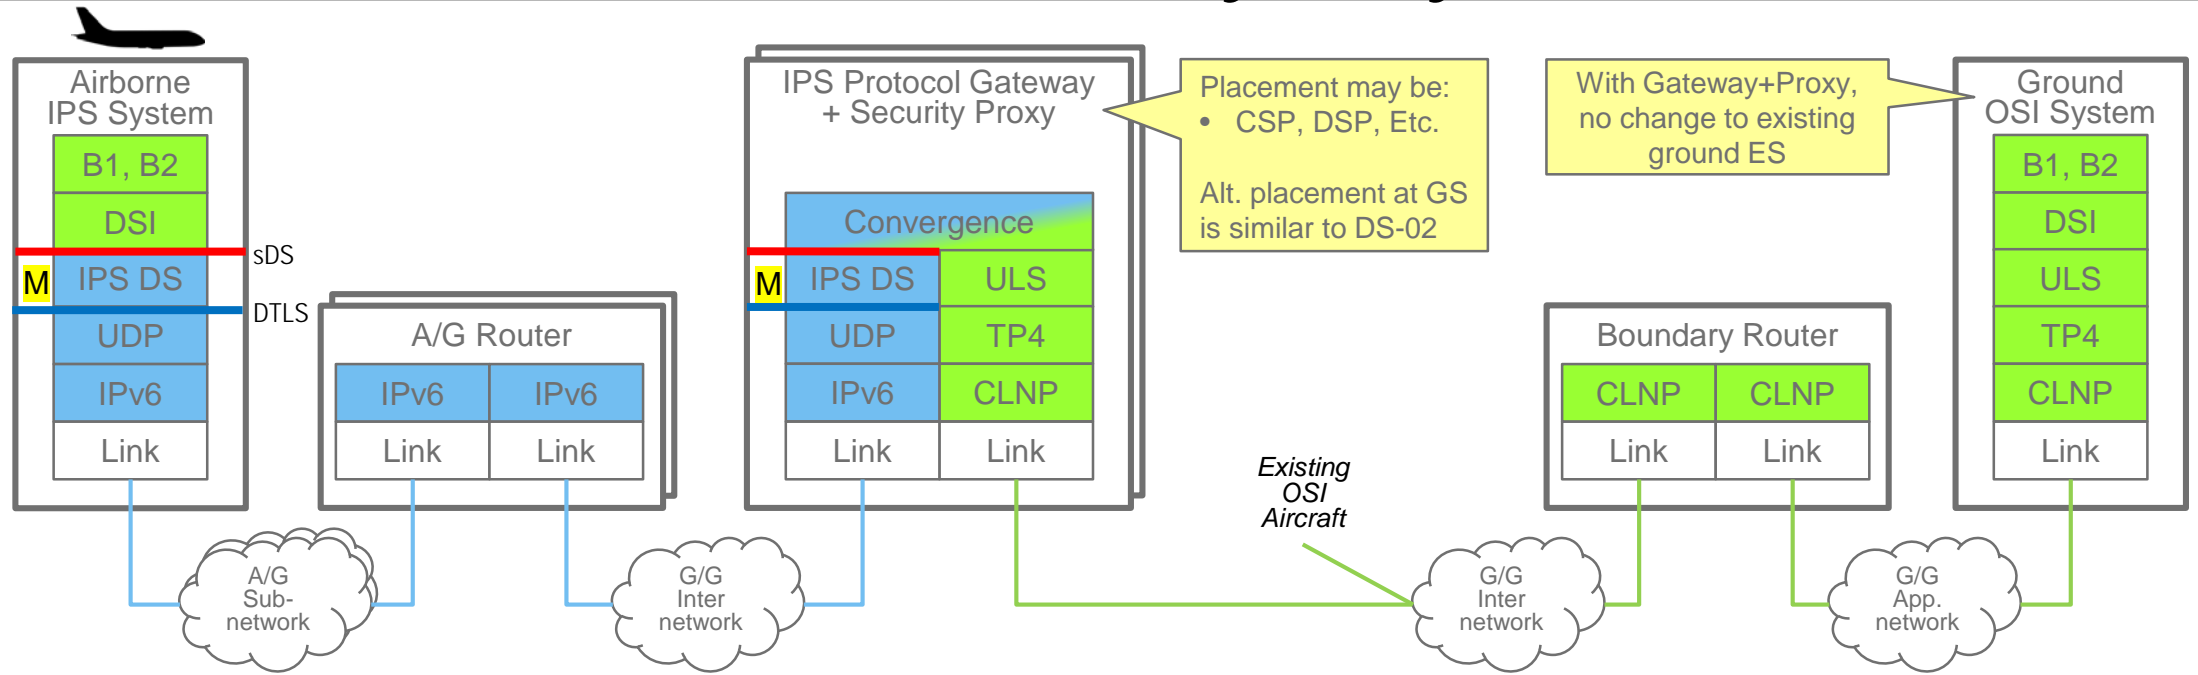 Airborne
IPS System
B1, B2
DSI
sDS
M
IPS DS
DTLS
UDP
IPv6
Link
A/G
Sub-
network
A/G Router
IPv6
IPv6
Link
Link
G/G
Inter
network
IPS Protocol Gateway
+ Security Proxy
Convergence
M
IPS DS
ULS
UDP
TP4
IPv6
CLNP
Link
Link
Placement may be:
• CSP, DSP, Etc.
Alt. placement at GS
is similar to DS-02
Existing
OSI
Aircraft
G/G
Inter
network
With Gateway+Proxy,
no change to existing
ground ES
Boundary Router
CLNP
CLNP
Link
Link
G/G
App.
network
Ground
OSI System
B1, B2
DSI
ULS
TP4
CLNP
Link